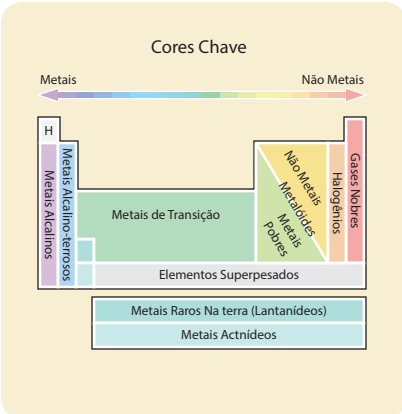 Cores Chave
Metais
Não Metais
H
Metais Alcalinos
Metais Alcalino-terrosos
Metais de Transição
Não Metais
Metalóides
Metais
Pobres
Halogênios
Gases Nobres
Elementos Superpesados
Metais Raros Na terra (Lantanídeos)
Metais Actnídeos